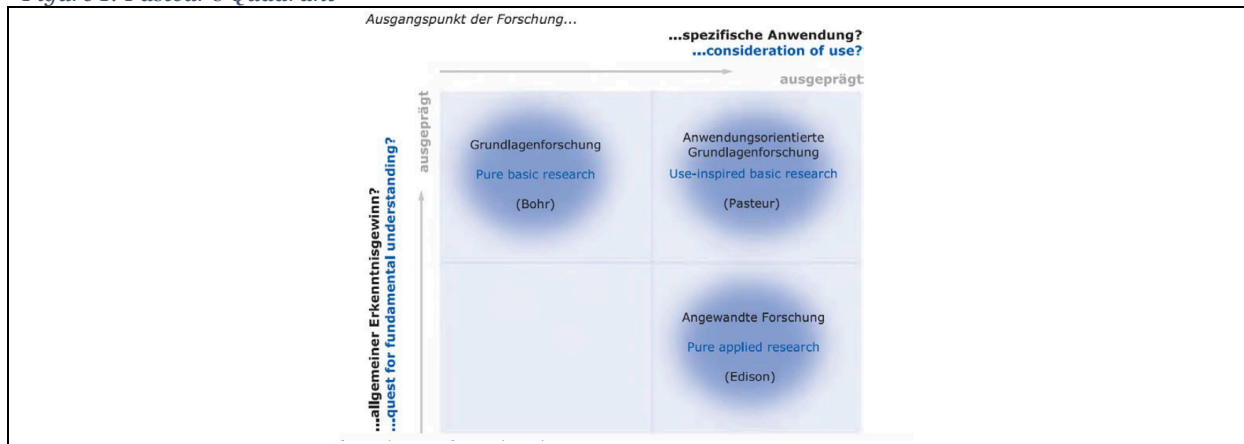 Ausgangspunkt der Forschung...
...spezifische Anwendung?
...consideration of use?
ausgeprägt
ausgeprägt
...allgemeiner Erkenntnisgewinn?
...quest for fundamental understanding?
Grundlagenforschung
Pure basic research
(Bohr)
Anwendungsorientierte
Grundlagenforschung
Use-inspired basic research
(Pasteur)
Angewandte Forschung
Pure applied research
(Edison)